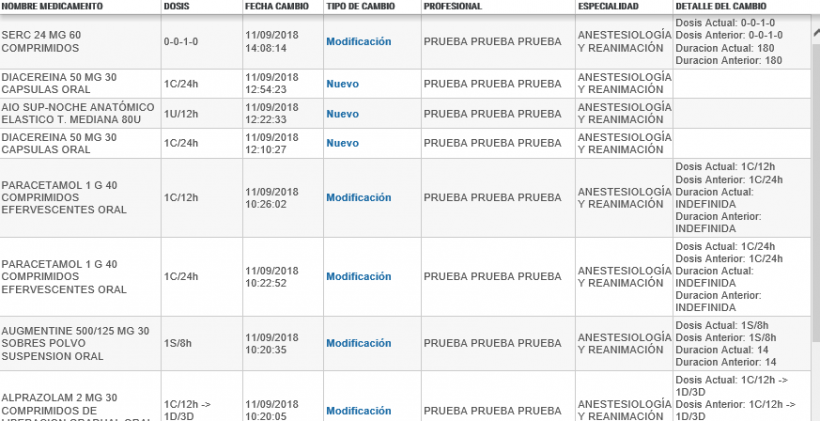 NOMBRE MEDICAMENTO DOSIS FECHA CAMBIO TIPO DE CAMBIO PROFESIONAL ESPECIALIDAD DETALLE DEL CAMBIO
SERC 24 MG 60
COMPRIMIDOS
0-0-1-0
11/09/2018
14:08:14
Modificación
PRUEBA PRUEBA PRUEBA
ANESTESIOLOGÍA
Y REANIMACIÓN
Dosis Actual: 0-0-1-0
Dosis Anterior: 0-0-1-0
Duracion Actual: 180
Duracion Anterior: 180
DIACEREINA 50 MG 30
CAPSULAS ORAL
1C/24h
11/09/2018
12:54:23
Nuevo
PRUEBA PRUEBA PRUEBA
ANESTESIOLOGÍA
Y REANIMACIÓN
AIO SUP-NOCHE ANATÓMICO
ELASTICO T. MEDIANA 80U
1U/12h
11/09/2018
12:22:33
Nuevo
PRUEBA PRUEBA PRUEBA
ANESTESIOLOGÍA
Y REANIMACIÓN
DIACEREINA 50 MG 30
CAPSULAS ORAL
1C/24h
11/09/2018
12:10:27
Nuevo
PRUEBA PRUEBA PRUEBA
ANESTESIOLOGÍA
Y REANIMACIÓN
PARACETAMOL 1 G 40
COMPRIMIDOS
EFERVESCENTES ORAL
1C/12h
11/09/2018
10:26:02
Modificación
PRUEBA PRUEBA PRUEBA
ANESTESIOLOGÍA
Y REANIMACIÓN
Dosis Actual: 1C/12h
Dosis Anterior: 1C/24h
Duracion Actual:
INDEFINIDA
Duracion Anterior:
INDEFINIDA
PARACETAMOL 1 G 40
COMPRIMIDOS
EFERVESCENTES ORAL
1C/24h
11/09/2018
10:22:52
Modificación
PRUEBA PRUEBA PRUEBA
ANESTESIOLOGÍA
Y REANIMACIÓN
Dosis Actual: 1C/24h
Dosis Anterior: 1C/24h
Duracion Actual:
INDEFINIDA
Duracion Anterior:
INDEFINIDA
AUGMENTINE 500/125 MG 30
SOBRES POLVO
SUSPENSION ORAL
1S/8h
11/09/2018
10:20:35
Modificación
PRUEBA PRUEBA PRUEBA
ANESTESIOLOGÍA
Y REANIMACIÓN
Dosis Actual: 1S/8h
Dosis Anterior: 1S/8h
Duracion Actual: 14
Duracion Anterior: 14
ALPRAZOLAM 2 MG 30
COMPRIMIDOS DE
1C/12h ->
1D/3D
11/09/2018
10:20:05
Modificación
PRUEBA PRUEBA PRUEBA
ANESTESIOLOGÍA
Y REANIMACIÓN
Dosis Actual: 1C/12h ->
1D/3D
Dosis Anterior: 1C/12h ->
1D/3D